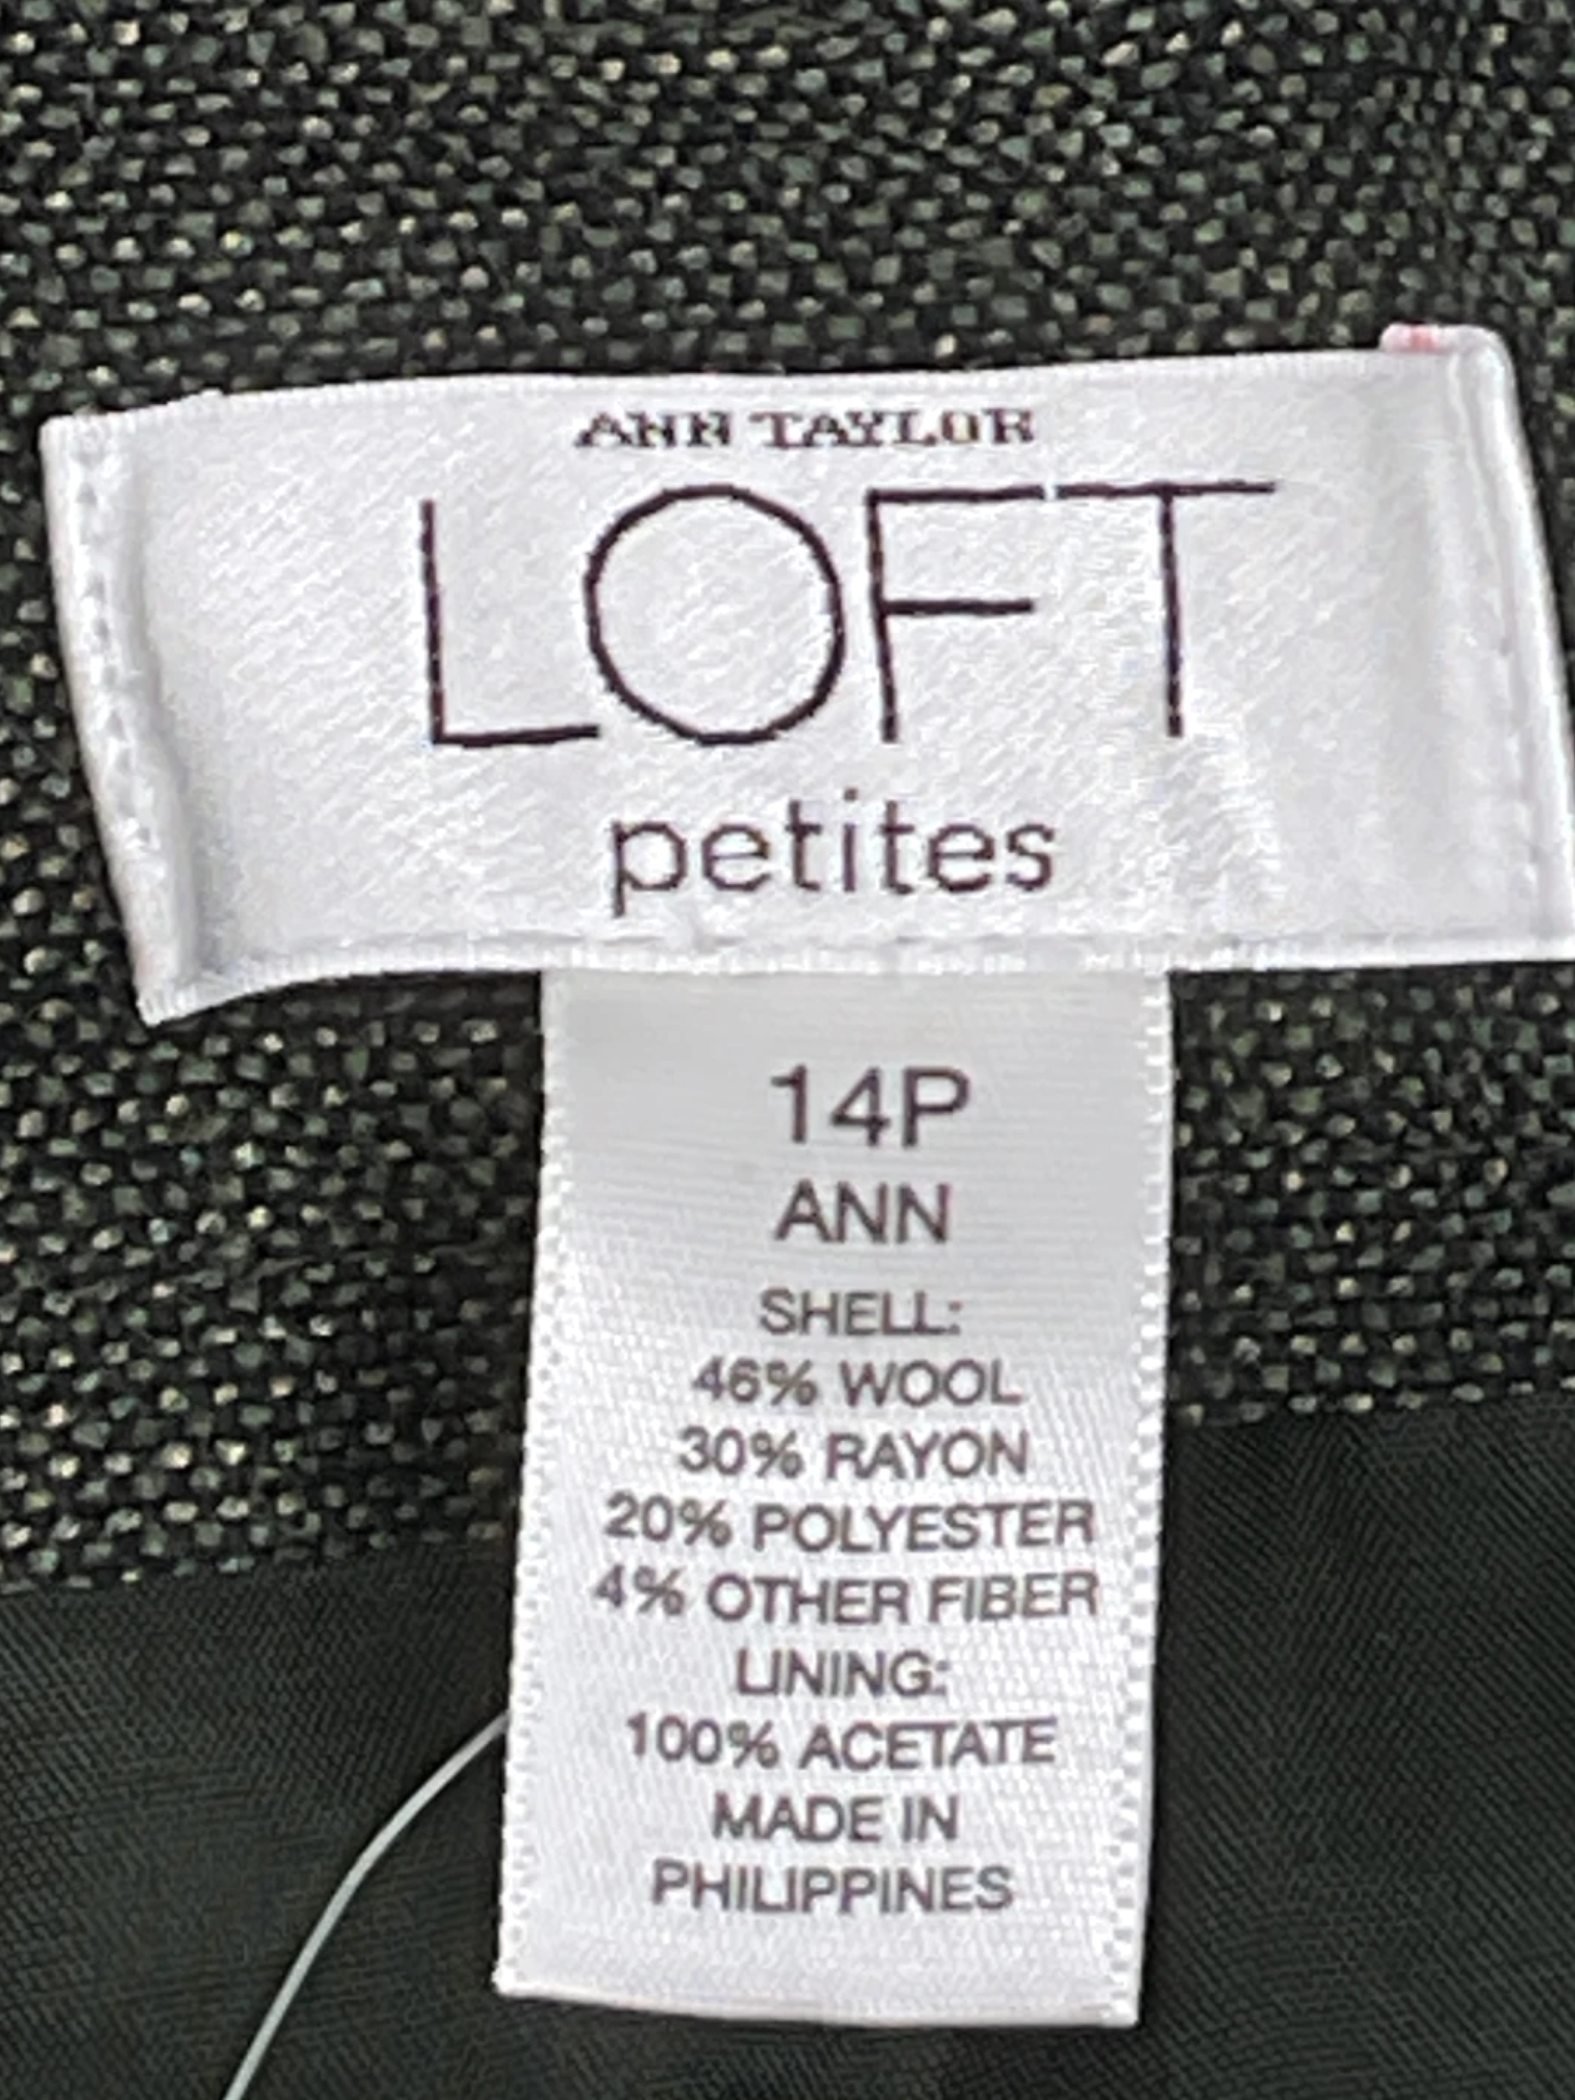 ANN TAYLOR
LOFT
petites
14P
ANN
SHELL:
46% WOOL
30% RAYON
20% POLYESTER
4% OTHER FIBER
LINING:
100% ACETATE
MADE IN
PHILIPPINES